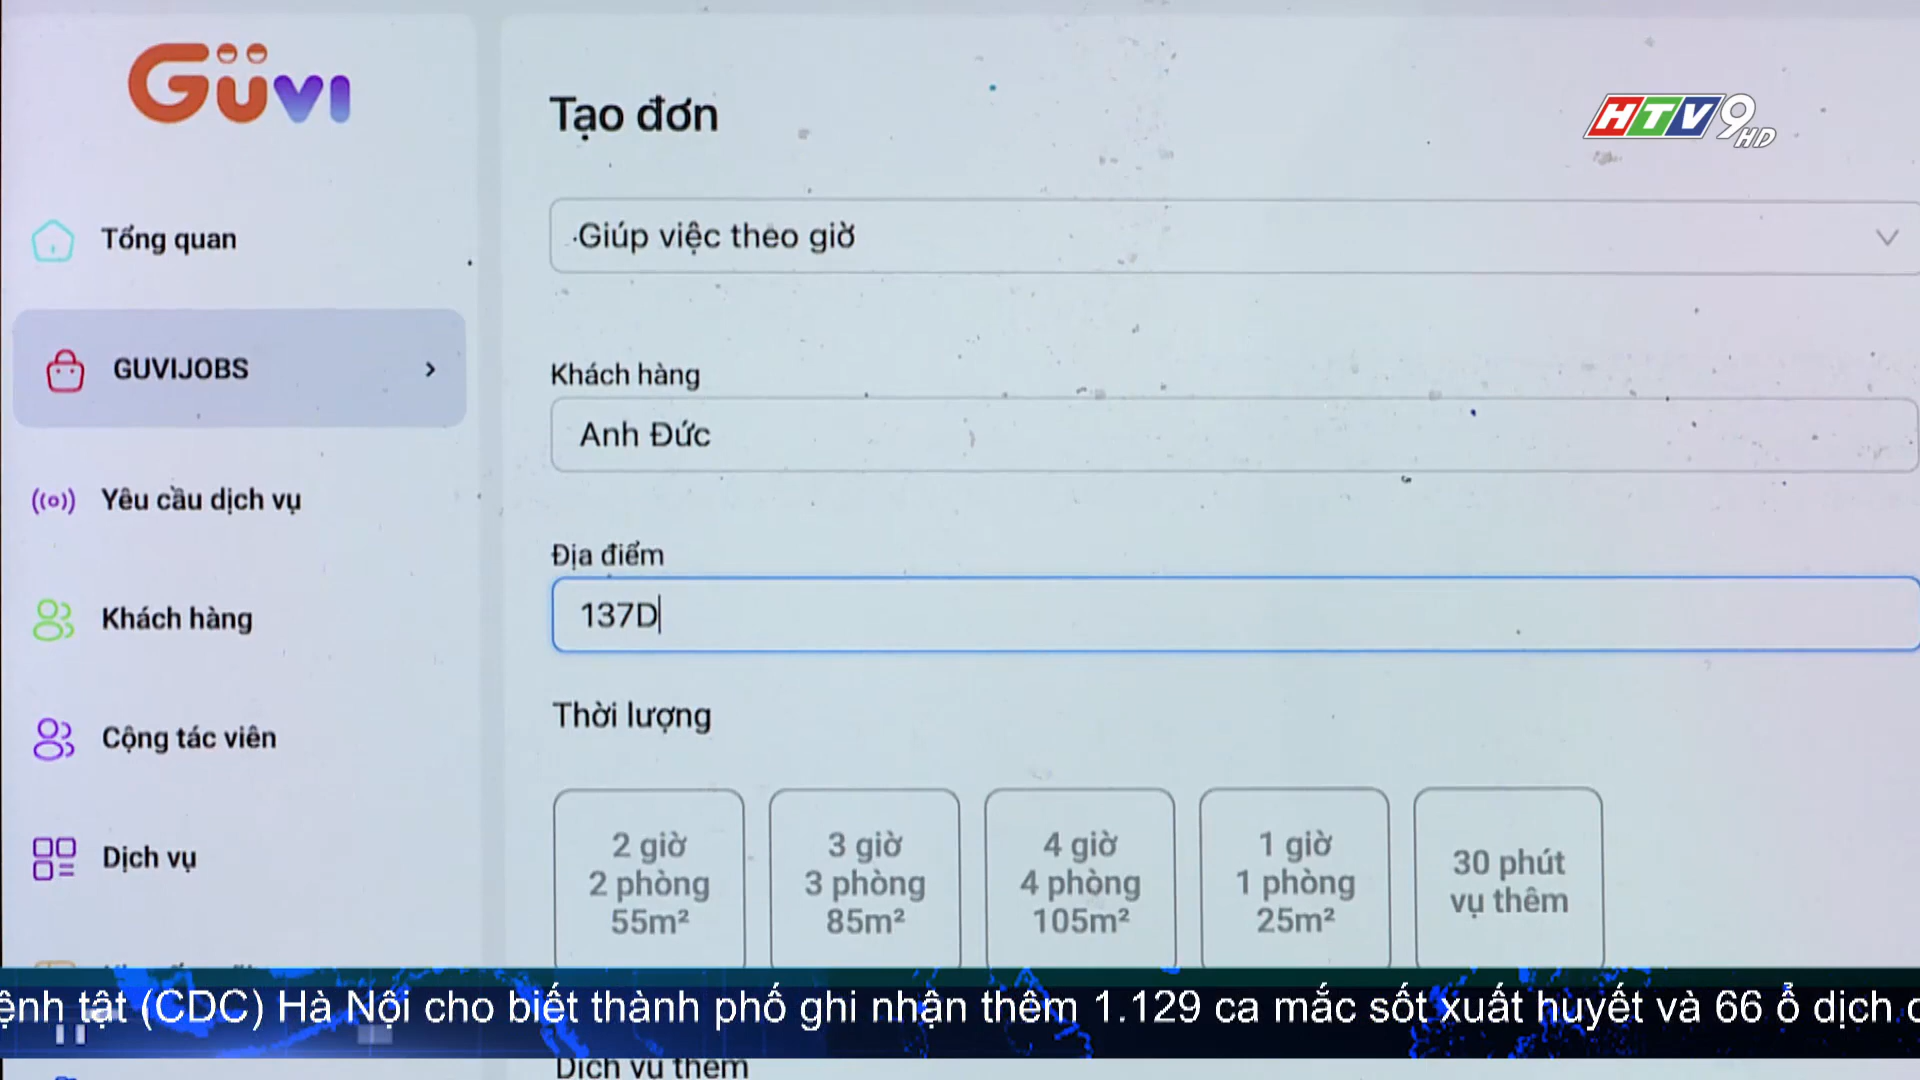 Güvi
HTV9 HD
Tạo đơn
Tổng quan
GUVIJOBS
Yêu cầu dịch vụ
Khách hàng
Cộng tác viên
Dịch vụ
Giúp việc theo giờ
Khách hàng
Anh Đức
Địa điểm
137D
Thời lượng
2 giờ
2 phòng
55m²
3 giờ
3 phòng
85m²
4 giờ
4 phòng
105m²
1 giờ
1 phòng
25m²
30 phút
vụ thêm
ệnh tật (CDC) Hà Nội cho biết thành phố ghi nhận thêm 1.129 ca mắc sốt xuất huyết và 66 ổ dịch
Dịch vụ thêm